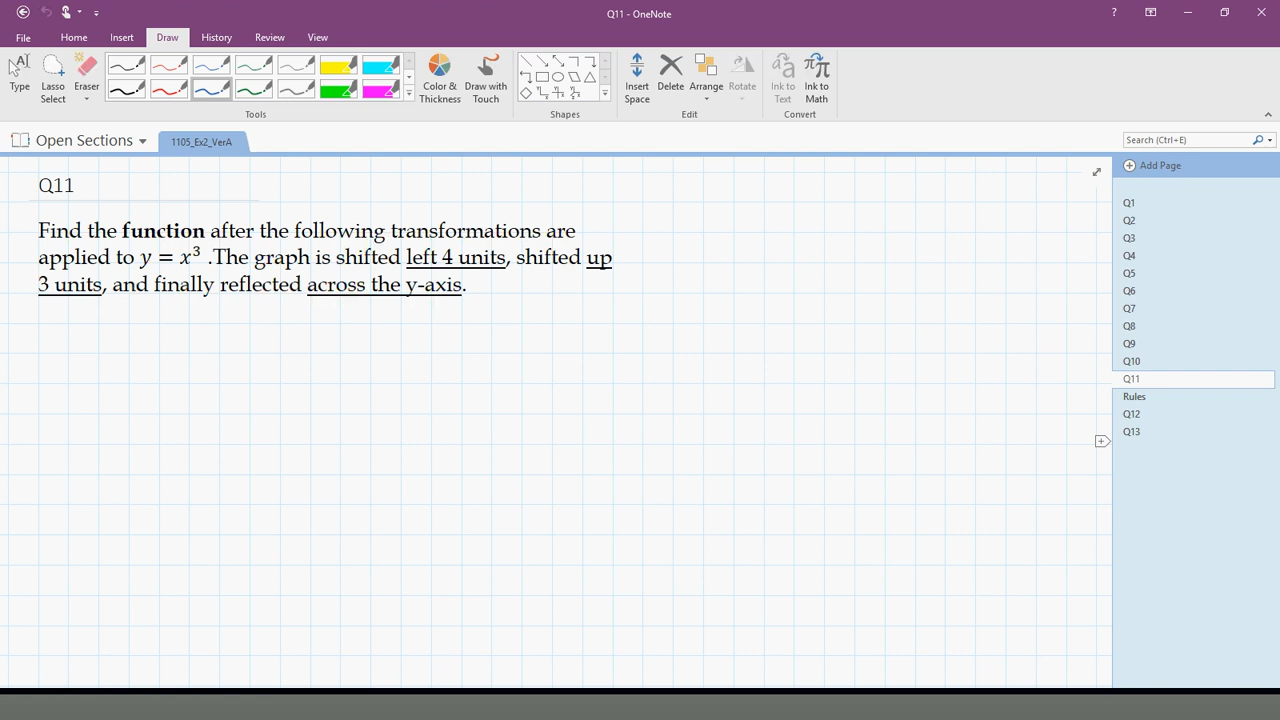 Q11 - OneNote
?
File
Home
Insert
Draw
History
Review
View
Type
Lasso Select
Eraser
Color & Thickness
Draw with Touch
Insert Space
Delete
Arrange
Rotate
Ink to Text
Ink to Math
Tools
Shapes
Edit
Convert
Open Sections
1105_Ex2_VerA
Search (Ctrl+E)
Add Page
Q11
Find the function after the following transformations are
applied to y = x³ .The graph is shifted left 4 units, shifted up
3 units, and finally reflected across the y-axis.
Q1
Q2
Q3
Q4
Q5
Q6
Q7
Q8
Q9
Q10
Q11
Rules
Q12
Q13